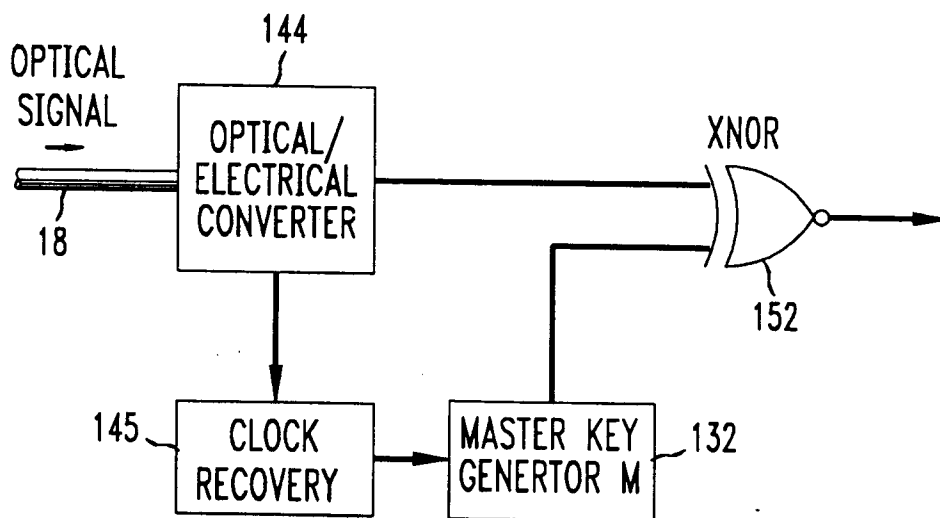 144
OPTICAL
SIGNAL
OPTICAL/
ELECTRICAL
CONVERTER
XNOR
18
152
145
CLOCK
RECOVERY
MASTER KEY
GENERTOR M
132